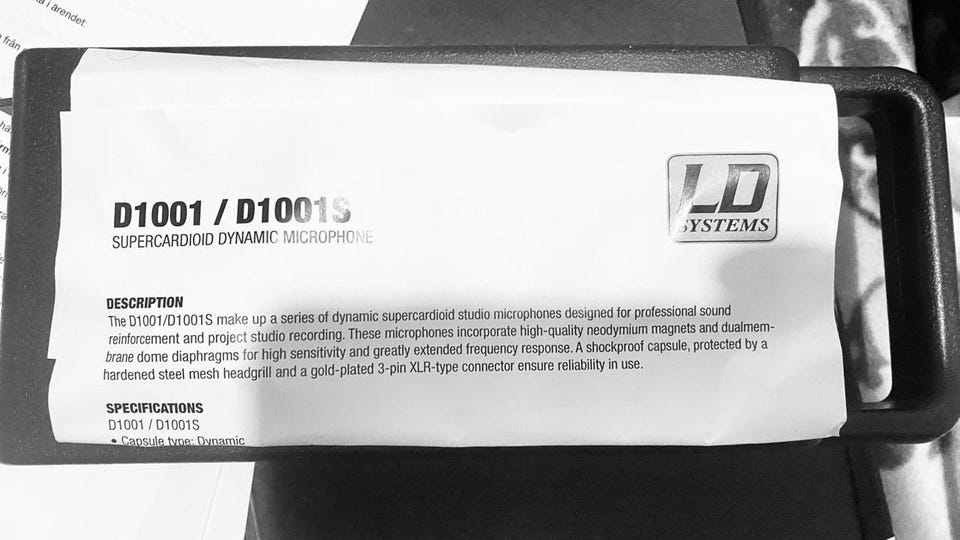 i ärendet
från
D1001 / D1001S
SUPERCARDIOID DYNAMIC MICROPHONE
LD
SYSTEMS
DESCRIPTION
The D1001/D1001S make up a series of dynamic supercardioid studio microphones designed for professional sound
reinforcement and project studio recording. These microphones incorporate high-quality neodymium magnets and dualmem-
brane dome diaphragms for high sensitivity and greatly extended frequency response. A shockproof capsule, protected by a
hardened steel mesh headgrill and a gold-plated 3-pin XLR-type connector ensure reliability in use.
SPECIFICATIONS
D1001 / D1001S
• Capsule type: Dynamic